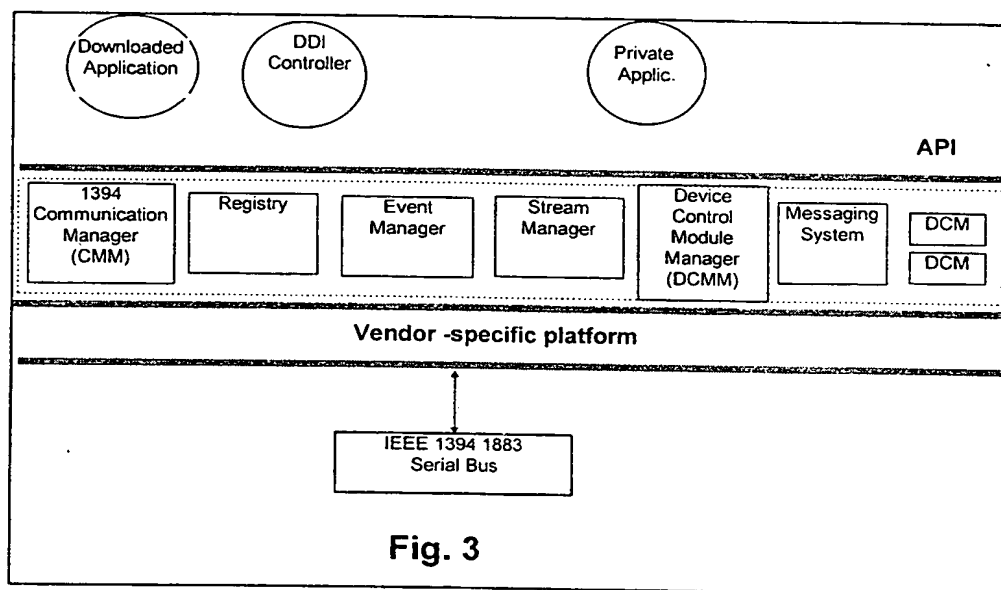 Downloaded
Application
DDI
Controller
Private
Applic.
API
1394
Communication
Manager
(CMM)
Registry
Event
Manager
Stream
Manager
Device
Control
Module
Manager
(DCMM)
Messaging
System
DCM
DCM
Vendor -specific platform
IEEE 1394 1883
Serial Bus
Fig. 3